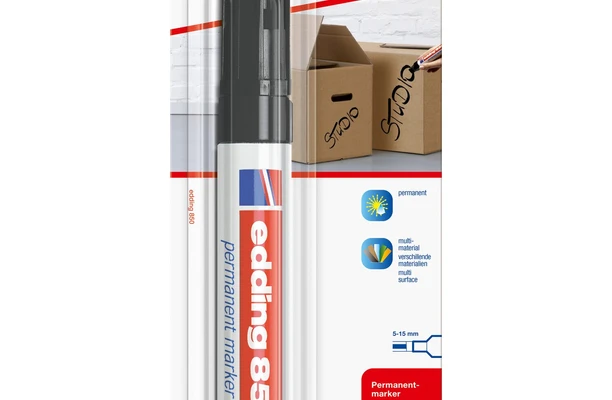 STUDIO
STUDIO
edding 850
edding 85
permanent marker
permanent
multi-
material
verschillende
materialien
multi
surface
5-15 mm
Permanent-
marker